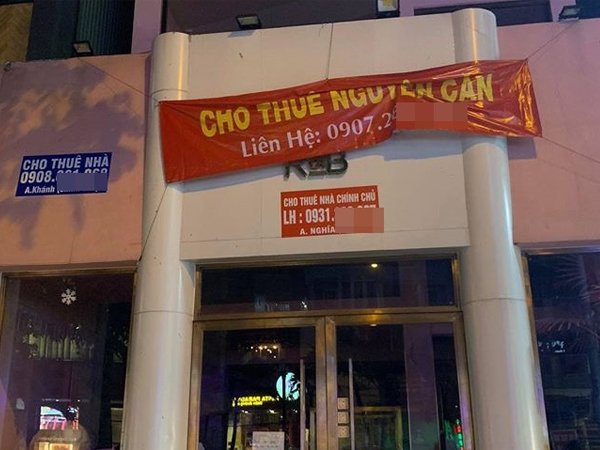 CHO THUÊ NGUYÊN CĂN
Liên Hệ: 0907.2
CHO THUÊ NHÀ
0908.
A.Khánh
R&B
CHO THUÊ NHÀ CHÍNH CHỦ
LH : 0931.
A. NGHĨA